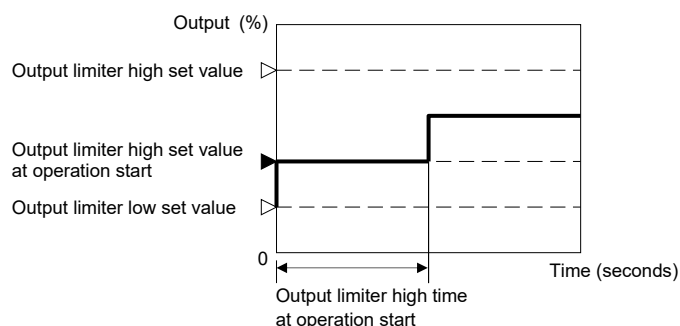 Output (%)
Output limiter high set value
Output limiter high set value
at operation start
Output limiter low set value
0
Time (seconds)
Output limiter high time
at operation start